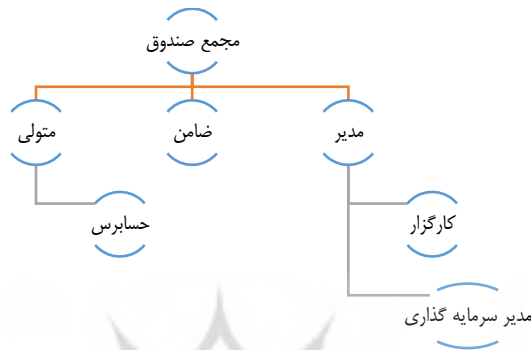 مجمع صندوق
مدیر
ضامن
متولی
کارگزار
حسابرس
مدیر سرمایه گذاری